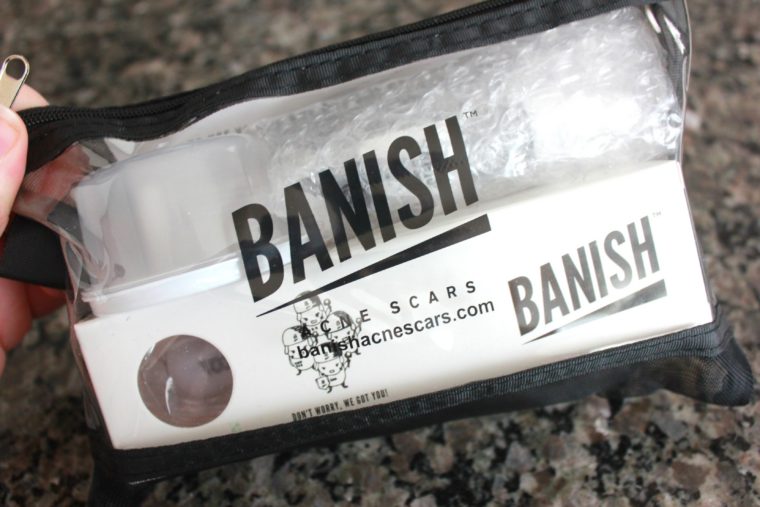 BANISH™
ACNE SCARS
banishacnescars.com
BANISH™
DON'T WORRY, WE GOT YOU!